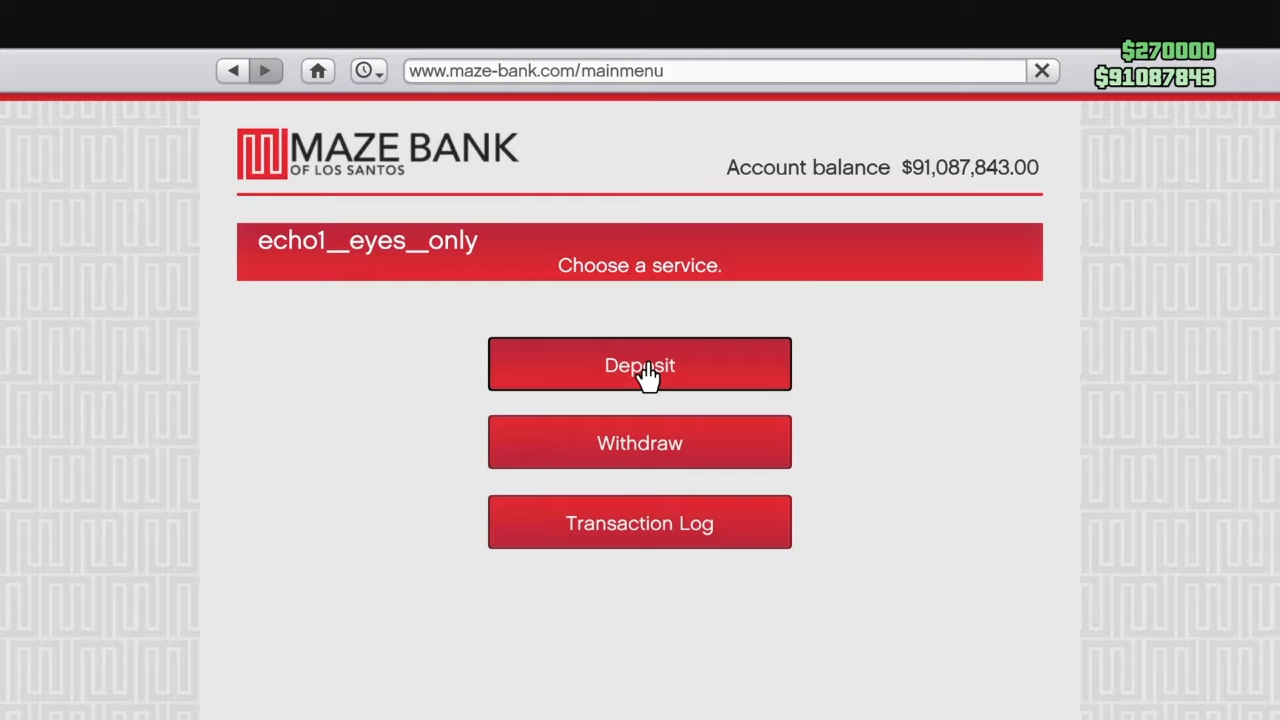 $270000
www.maze-bank.com/mainmenu
$91087843
MAZE BANK
OF LOS SANTOS
Account balance $91,087,843.00
echo1__eyes__only
Choose a service.
Deposit
Withdraw
Transaction Log